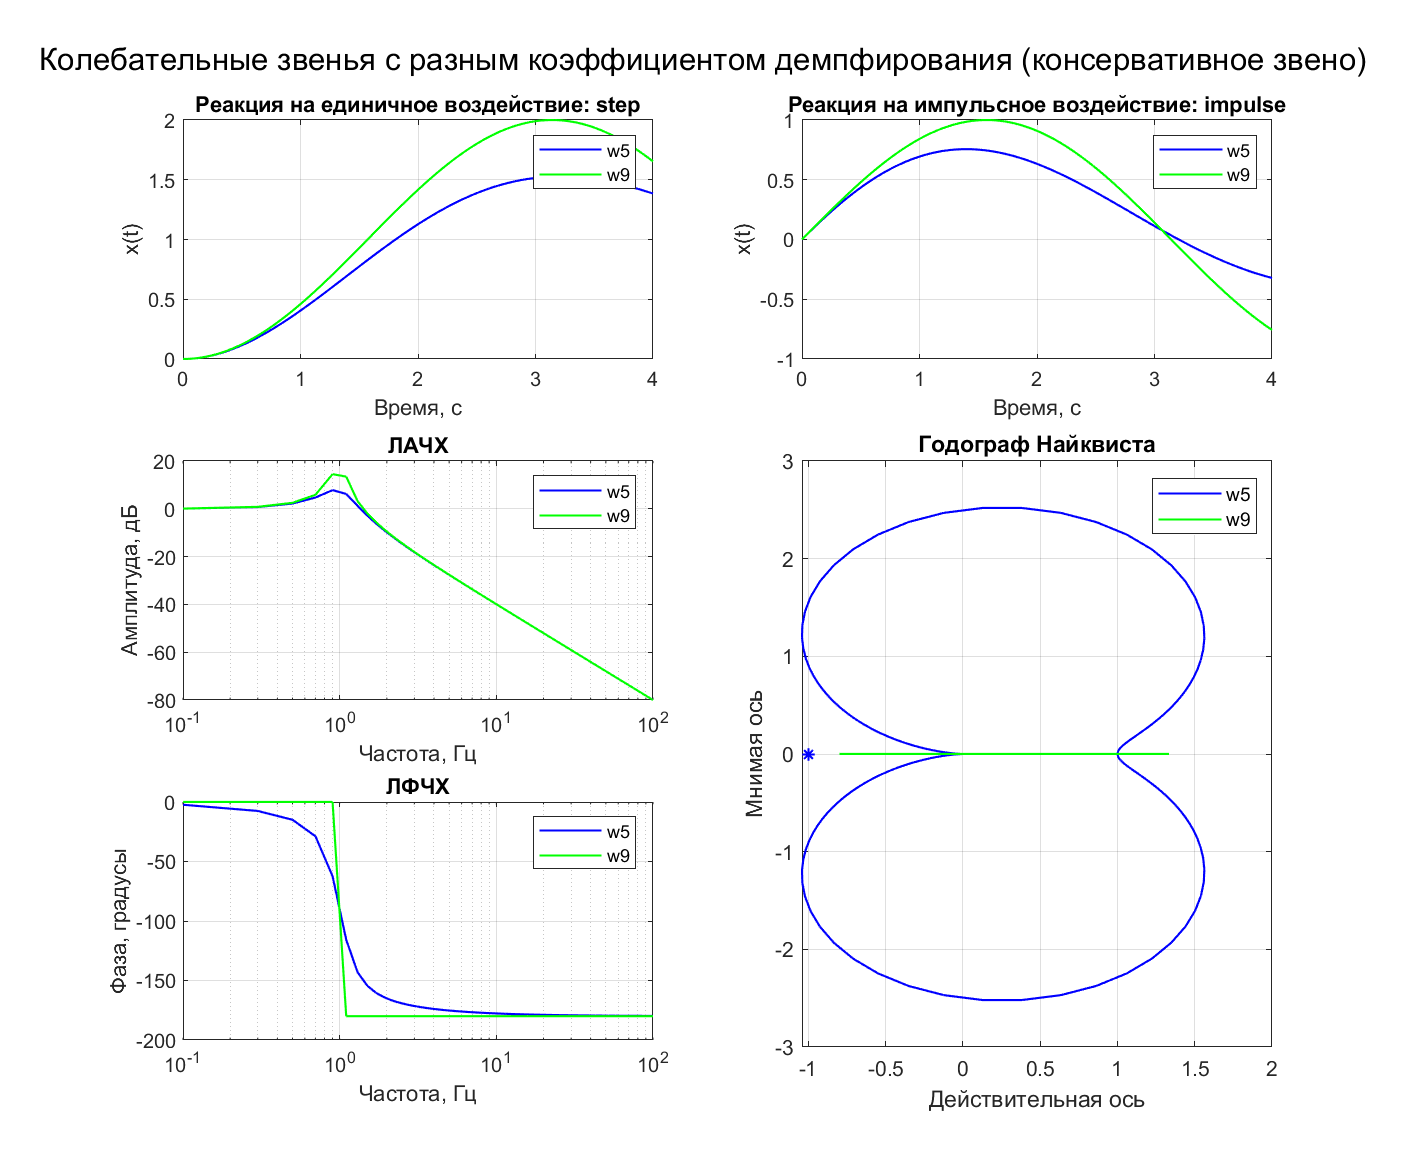 Колебательные звенья с разным коэффициентом демпфирования (консервативное звено)
Реакция на единичное воздействие: step
2
1.5
1
0.5
0
x(t)
w5
w9
0 1 2 3 4
Время, с
Реакция на импульсное воздействие: impulse
1
0.5
0
-0.5
-1
x(t)
w5
w9
0 1 2 3 4
Время, с
ЛАЧХ
20
0
-20
-40
-60
-80
Амплитуда, дБ
w5
w9
10^-1 10^0 10^1 10^2
Частота, Гц
ЛФЧХ
0
-50
-100
-150
-200
Фаза, градусы
w5
w9
10^-1 10^0 10^1 10^2
Частота, Гц
Годограф Найквиста
3
2
1
0
-1
-2
-3
Мнимая ось
w5
w9
-1 -0.5 0 0.5 1 1.5 2
Действительная ось